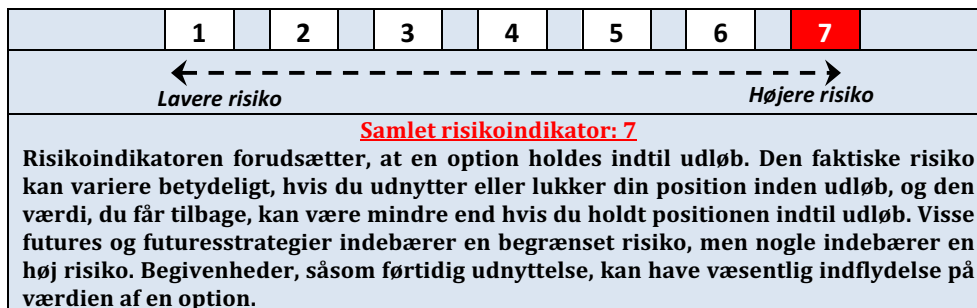 1 2 3 4 5 6 7
Lavere risiko Højere risiko
Samlet risikoindikator: 7
Risikoindikatoren forudsætter, at en option holdes indtil udløb. Den faktiske risiko
kan variere betydeligt, hvis du udnytter eller lukker din position inden udløb, og den
værdi, du får tilbage, kan være mindre end hvis du holdt positionen indtil udløb. Visse
futures og futuresstrategier indebærer en begrænset risiko, men nogle indebærer en
høj risiko. Begivenheder, såsom førtidig udnyttelse, kan have væsentlig indflydelse på
værdien af en option.